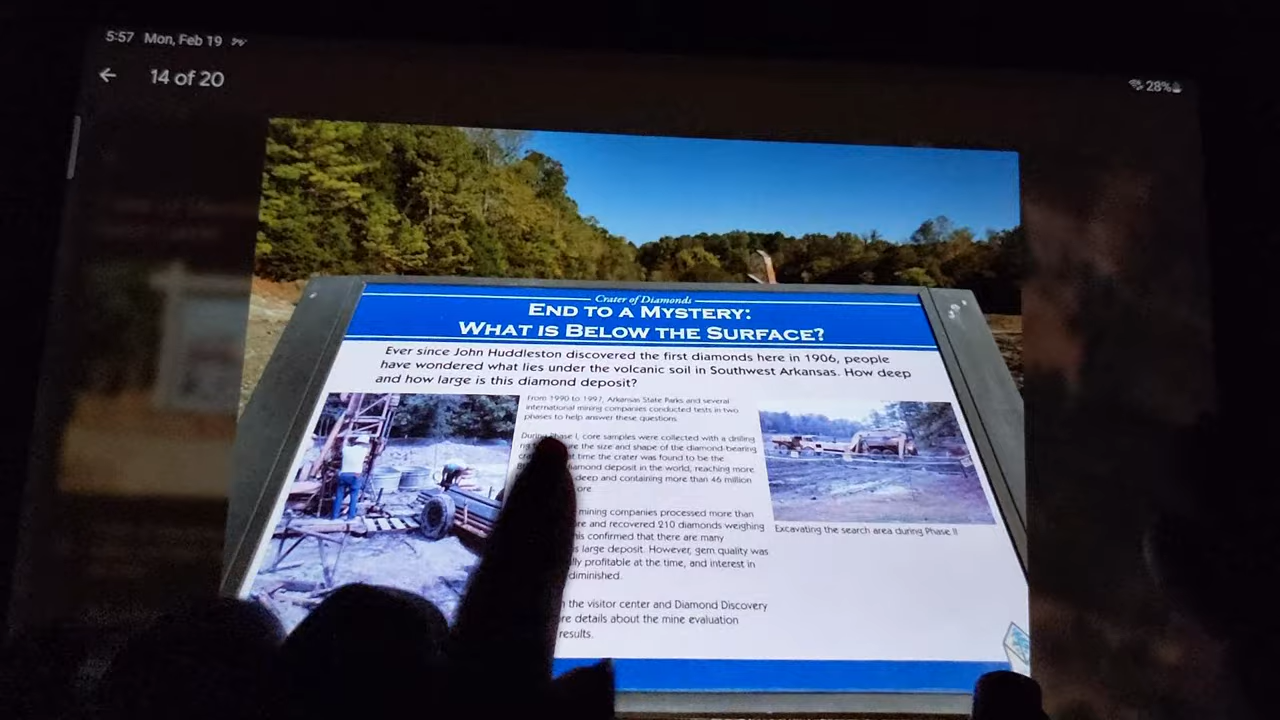 5:57 Mon, Feb 19
28%
14 of 20
Crater of Diamonds
END TO A MYSTERY:
WHAT IS BELOW THE SURFACE?
Ever since John Huddleston discovered the first diamonds here in 1906, people
have wondered what lies under the volcanic soil in Southwest Arkansas. How deep
and how large is this diamond deposit?
From 1990 to 1997, Arkansas State Parks and several
international mining companies conducted tests in two
phases to help answer these questions.
During Phase I, core samples were collected with a drilling
the size and shape of the diamond-bearing
time the crater was found to be the
deposit in the world, reaching more
deep and containing more than 46 million
ore
mining companies processed more than
and recovered 210 diamonds weighing
confirmed that there are many
large deposit. However, gem quality was
profitable at the time, and interest in
diminished.
the visitor center and Diamond Discovery
details about the mine evaluation
results.
Excavating the search area during Phase II